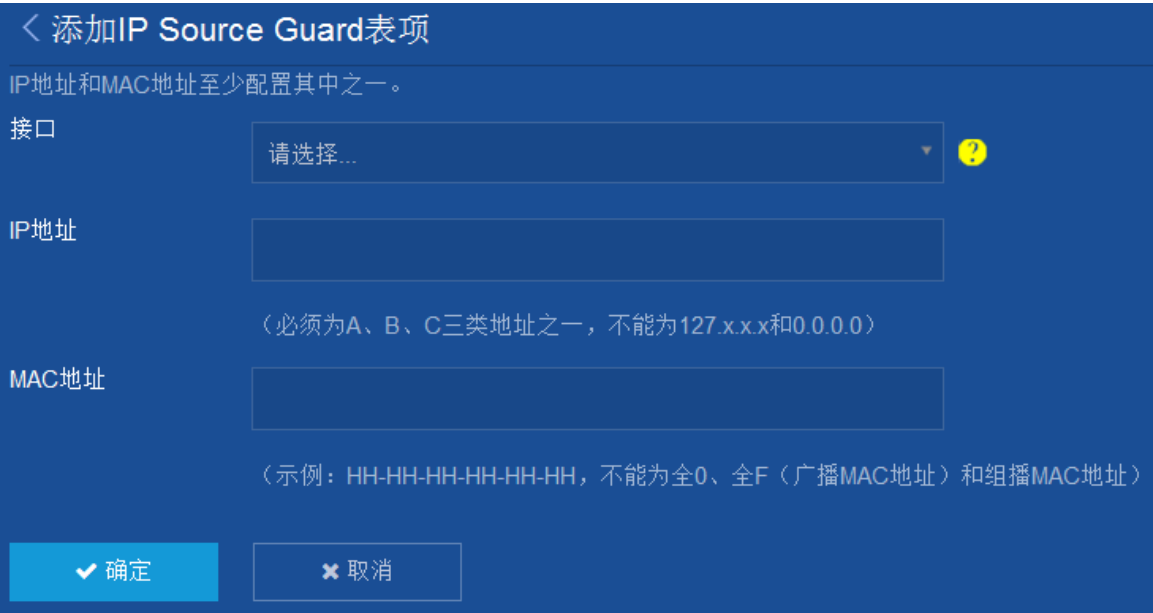 添加IP Source Guard表项
IP地址和MAC地址至少配置其中之一。
接口
请选择...
?
IP地址
（必须为A、B、C三类地址之一，不能为127.x.x.x和0.0.0.0）
MAC地址
（示例：HH-HH-HH-HH-HH-HH，不能为全0、全F（广播MAC地址）和组播MAC地址）
确定 取消